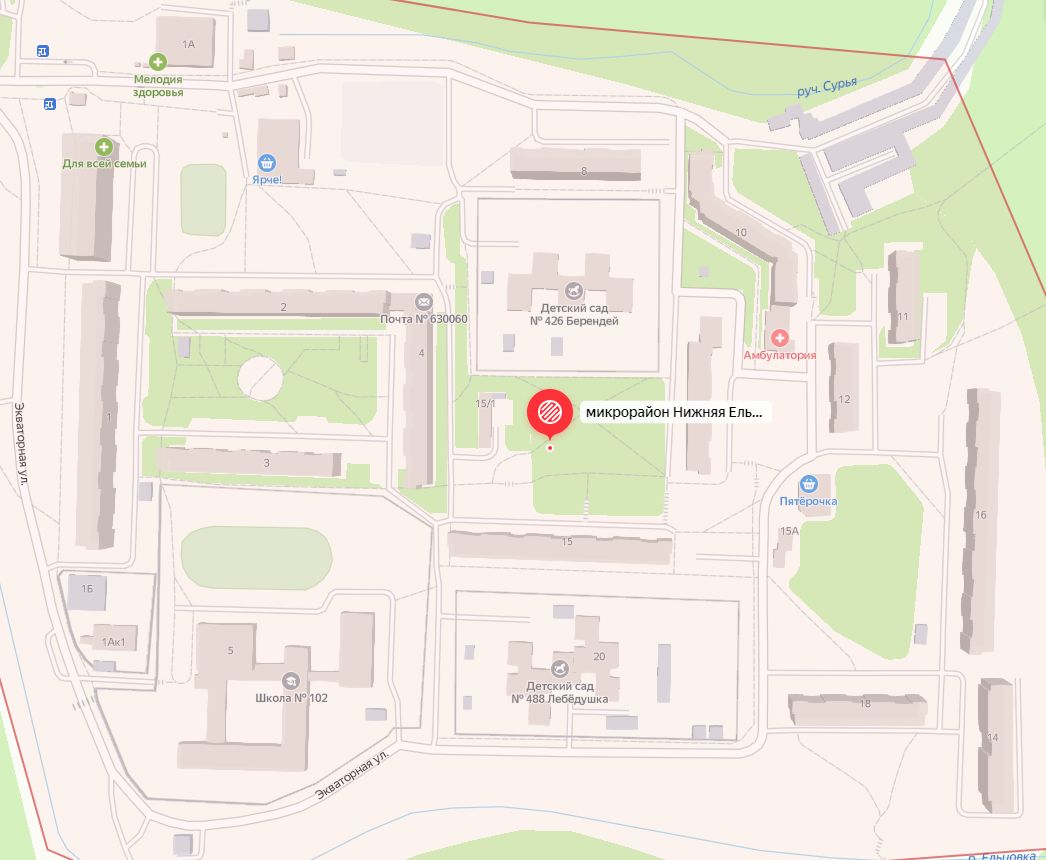 1А
Мелодия
здоровья
руч. Сурья
Для всей семьи
Ярче!
8
10
2
Почта № 630060
Детский сад
№ 426 Берендей
11
4
Амбулатория
1
15/1
микрорайон Нижняя Ель...
12
Экваторная ул.
3
Пятёрочка
16
15А
15
1Б
1Ак1
5
20
Школа № 102
Детский сад
№ 488 Лебёдушка
18
14
Экваторная ул.
р. Ельцовка